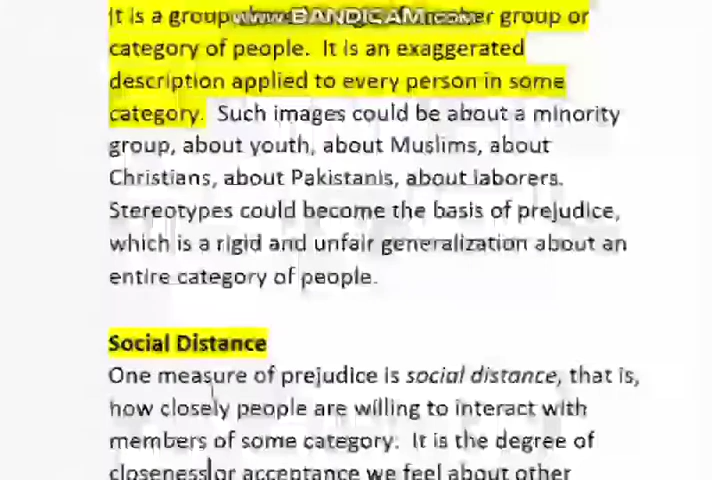 It is a group www.BANDICAM.com group or
category of people. It is an exaggerated
description applied to every person in some
category. Such images could be about a minority
group, about youth, about Muslims, about
Christians, about Pakistanis, about laborers.
Stereotypes could become the basis of prejudice,
which is a rigid and unfair generalization about an
entire category of people.
Social Distance
One measure of prejudice is social distance, that is,
how closely people are willing to interact with
members of some category. It is the degree of
closeness or acceptance we feel about other